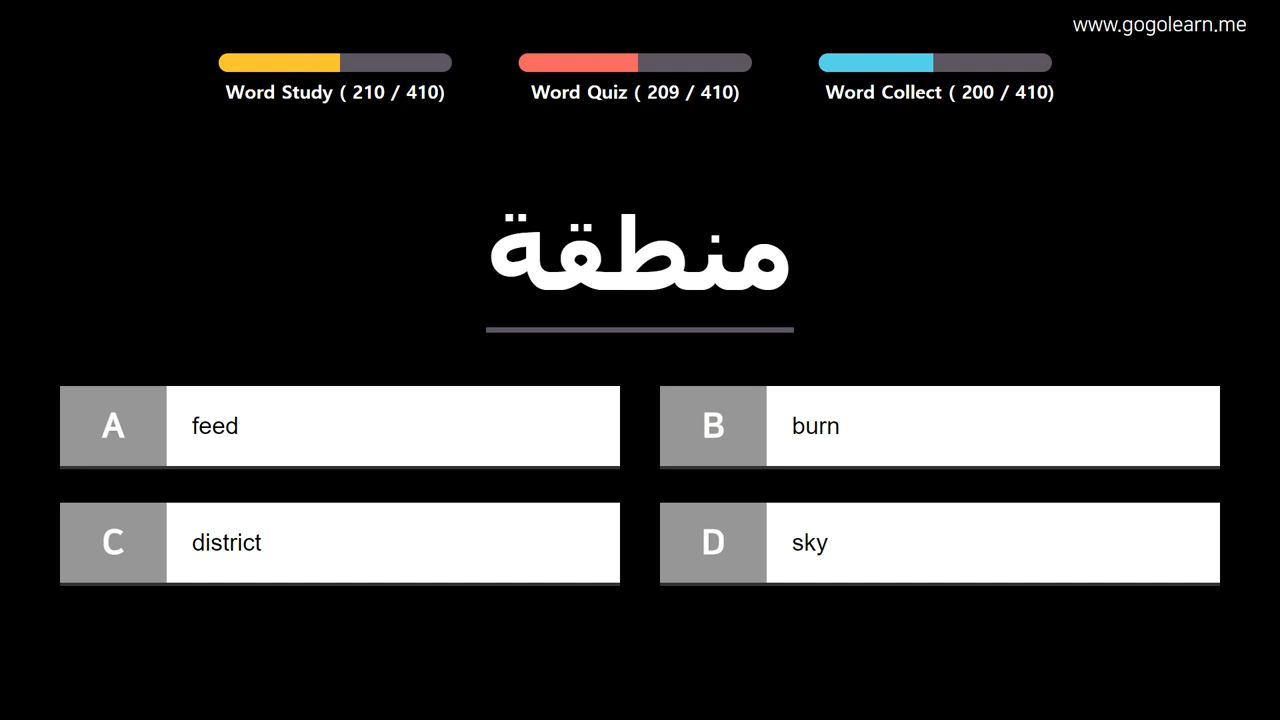 www.gogolearn.me
Word Study ( 210 / 410)
Word Quiz ( 209 / 410)
Word Collect ( 200 / 410)
منطقة
A feed
B burn
C district
D sky